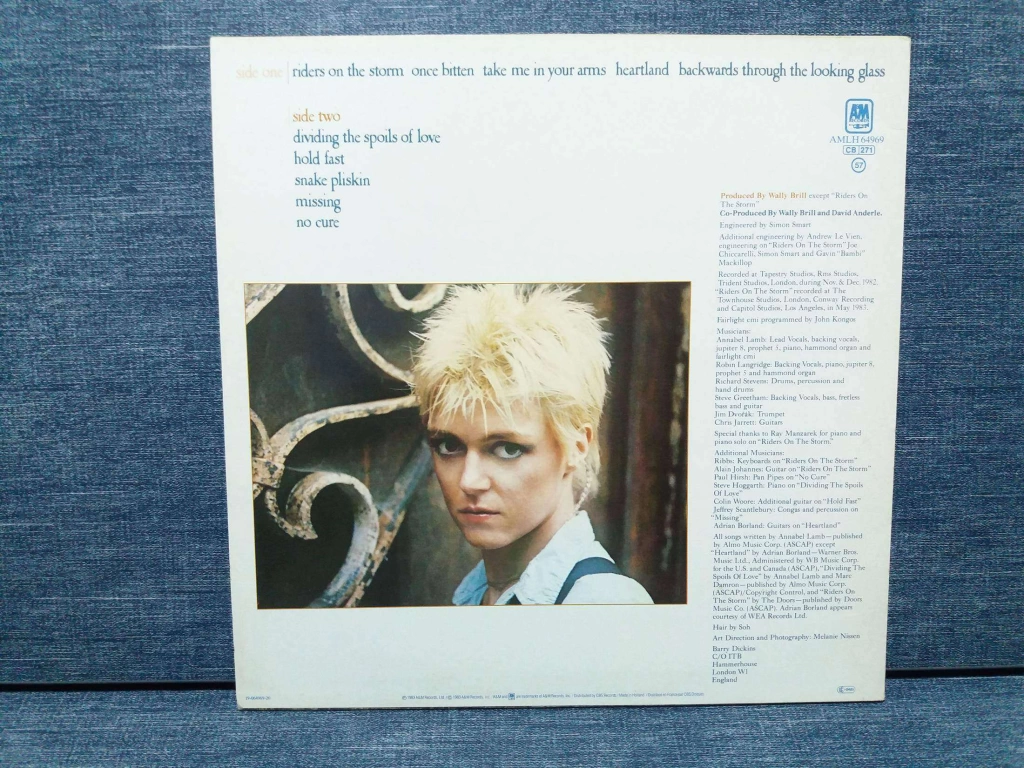 side one riders on the storm once bitten take me in your arms heartland backwards through the looking glass
side two
dividing the spoils of love
hold fast
snake pliskin
missing
no cure
A&M
AMLH 64969
CB 271
57
Produced By Wally Brill except "Riders On
The Storm"
Co-Produced By Wally Brill and David Anderle.
Engineered by Simon Smart
Additional engineering by Andrew Le Vien,
engineering on "Riders On The Storm" Joe
Chiccarelli, Simon Smart and Gavin "Bambi"
Mackillop
Recorded at Tapestry Studios, Rms Studios,
Trident Studios, London, during Nov. & Dec. 1982.
"Riders On The Storm" recorded at The
Townhouse Studios, London, Conway Recording
and Capitol Studios, Los Angeles, in May 1983.
Fairlight cmi programmed by John Kongos
Musicians:
Annabel Lamb: Lead Vocals, backing vocals,
jupiter 8, prophet 5, piano, hammond organ and
fairlight cmi
Robin Langridge: Backing Vocals, piano, jupiter 8,
prophet 5 and hammond organ
Richard Stevens: Drums, percussion and
hand drums
Steve Greetham: Backing Vocals, bass, fretless
bass and guitar
Jim Dvořák: Trumpet
Chris Jarrett: Guitars
Special thanks to Ray Manzarek for piano and
piano solo on "Riders On The Storm"
Additional Musicians:
Ribbs: Keyboards on "Riders On The Storm"
Alain Johannes: Guitar on "Riders On The Storm"
Paul Hirsh: Pan Pipes on "No Cure"
Steve Hoggarth: Piano on "Dividing The Spoils
Of Love"
Colin Woore: Additional guitar on "Hold Fast"
Jeffrey Scantlebury: Congas and percussion on
"Missing"
Adrian Borland: Guitars on "Heartland"
All songs written by Annabel Lamb—published
by Almo Music Corp. (ASCAP) except
"Heartland" by Adrian Borland—Warner Bros.
Music Ltd., Administered by WB Music Corp.
for the U.S. and Canada (ASCAP), "Dividing The
Spoils Of Love" by Annabel Lamb and Marc
Damron—published by Almo Music Corp.
(ASCAP)/Copyright Control, and "Riders On
The Storm" by The Doors—published by Doors
Music Co. (ASCAP). Adrian Borland appears
courtesy of W.E.A Records Ltd.
Hair by Soh
Art Direction and Photography: Melanie Nissen
Barry Dickins
C/O ITB
Hammerhouse
London W1
England